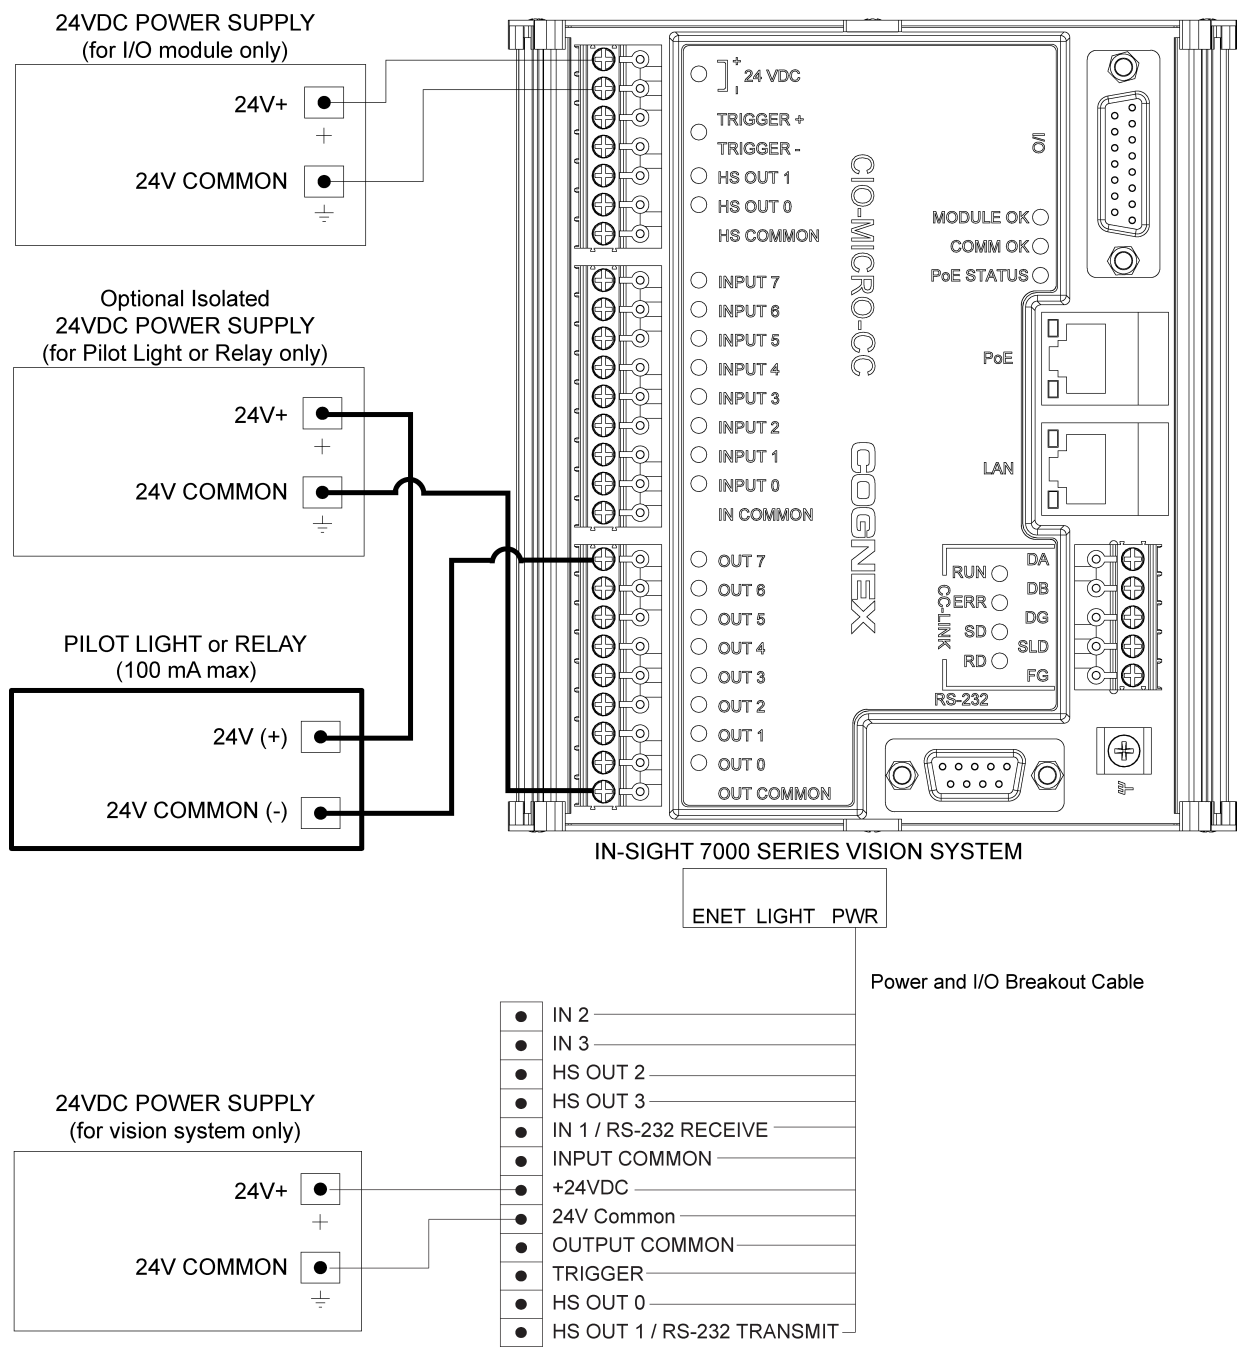 24VDC POWER SUPPLY
(for I/O module only)
24V+
+
24V COMMON
Optional Isolated
24VDC POWER SUPPLY
(for Pilot Light or Relay only)
24V+
+
24V COMMON
PILOT LIGHT or RELAY
(100 mA max)
24V (+)
24V COMMON (-)
+
24 VDC
-
TRIGGER +
TRIGGER -
HS OUT 1
HS OUT 0
HS COMMON
INPUT 7
INPUT 6
INPUT 5
INPUT 4
INPUT 3
INPUT 2
INPUT 1
INPUT 0
IN COMMON
OUT 7
OUT 6
OUT 5
OUT 4
OUT 3
OUT 2
OUT 1
OUT 0
OUT COMMON
CIO-MICRO-CC
COGNEX
I/O
MODULE OK
COMM OK
PoE STATUS
PoE
LAN
CC-LINK
RUN
ERR
SD
RD
DA
DB
DG
SLD
FG
RS-232
IN-SIGHT 7000 SERIES VISION SYSTEM
ENET LIGHT PWR
Power and I/O Breakout Cable
IN 2
IN 3
HS OUT 2
HS OUT 3
IN 1 / RS-232 RECEIVE
INPUT COMMON
+24VDC
24V Common
OUTPUT COMMON
TRIGGER
HS OUT 0
HS OUT 1 / RS-232 TRANSMIT
24VDC POWER SUPPLY
(for vision system only)
24V+
+
24V COMMON